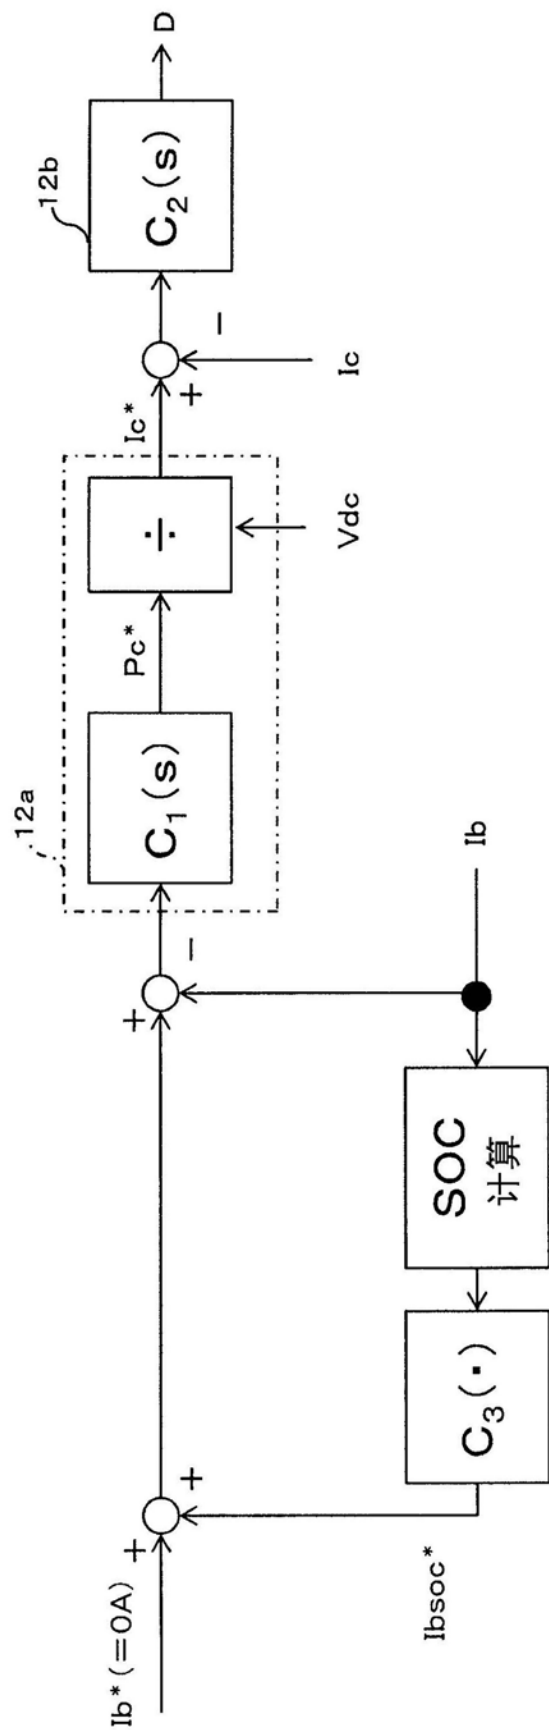 Ib*(=0A)
+
+
+
−
12a
C₁(s)
Pc*
÷
Vdc
Ic*
+
−
Ic
12b
C₂(s)
D
Ibsoc*
C₃(·)
SOC
计算
Ib